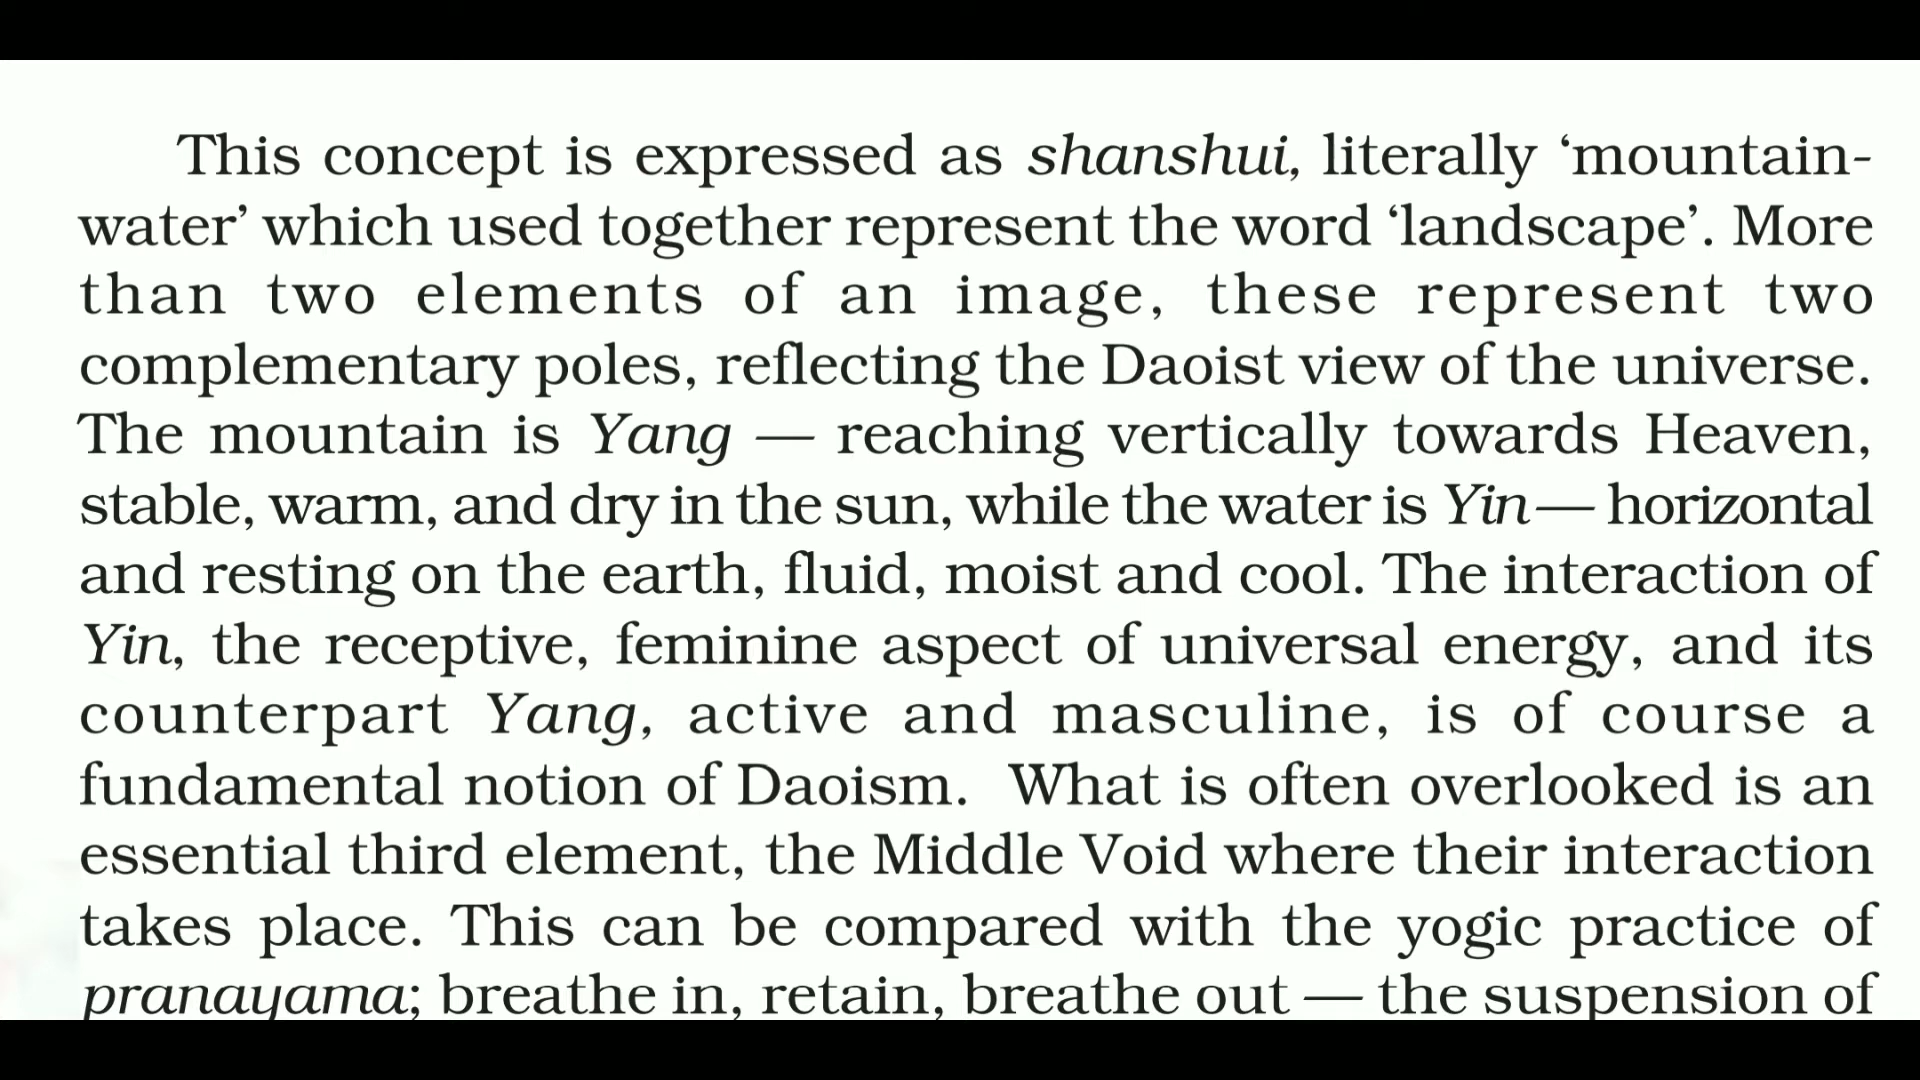 This concept is expressed as shanshui, literally ‘mountain-
water’ which used together represent the word ‘landscape’. More
than two elements of an image, these represent two
complementary poles, reflecting the Daoist view of the universe.
The mountain is Yang — reaching vertically towards Heaven,
stable, warm, and dry in the sun, while the water is Yin— horizontal
and resting on the earth, fluid, moist and cool. The interaction of
Yin, the receptive, feminine aspect of universal energy, and its
counterpart Yang, active and masculine, is of course a
fundamental notion of Daoism.  What is often overlooked is an
essential third element, the Middle Void where their interaction
takes place. This can be compared with the yogic practice of
pranayama; breathe in, retain, breathe out — the suspension of